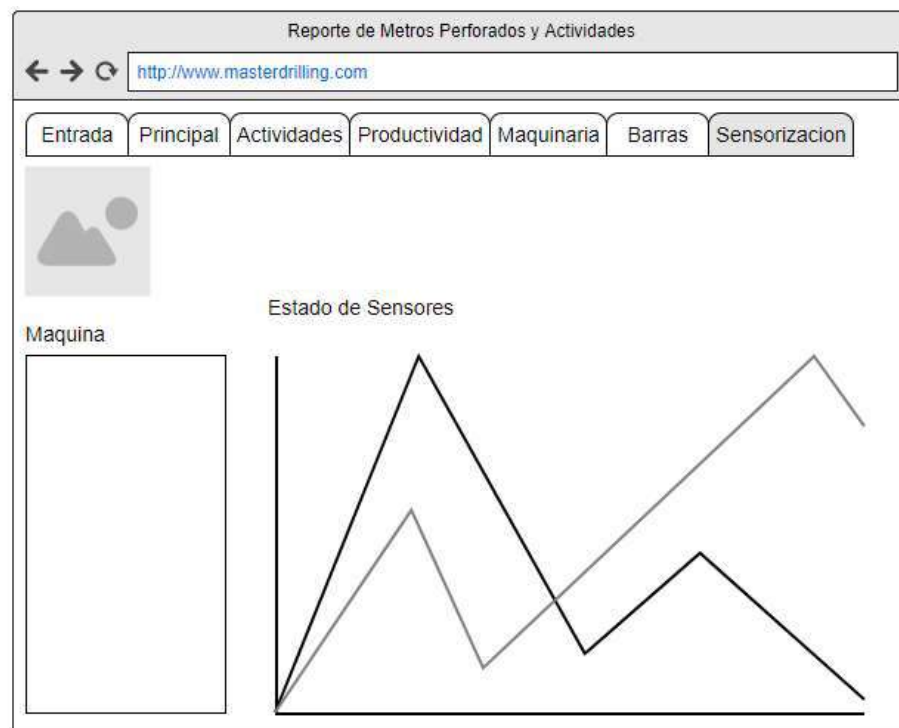 Reporte de Metros Perforados y Actividades
http://www.masterdrilling.com
Entrada Principal Actividades Productividad Maquinaria Barras Sensorizacion
Estado de Sensores
Maquina